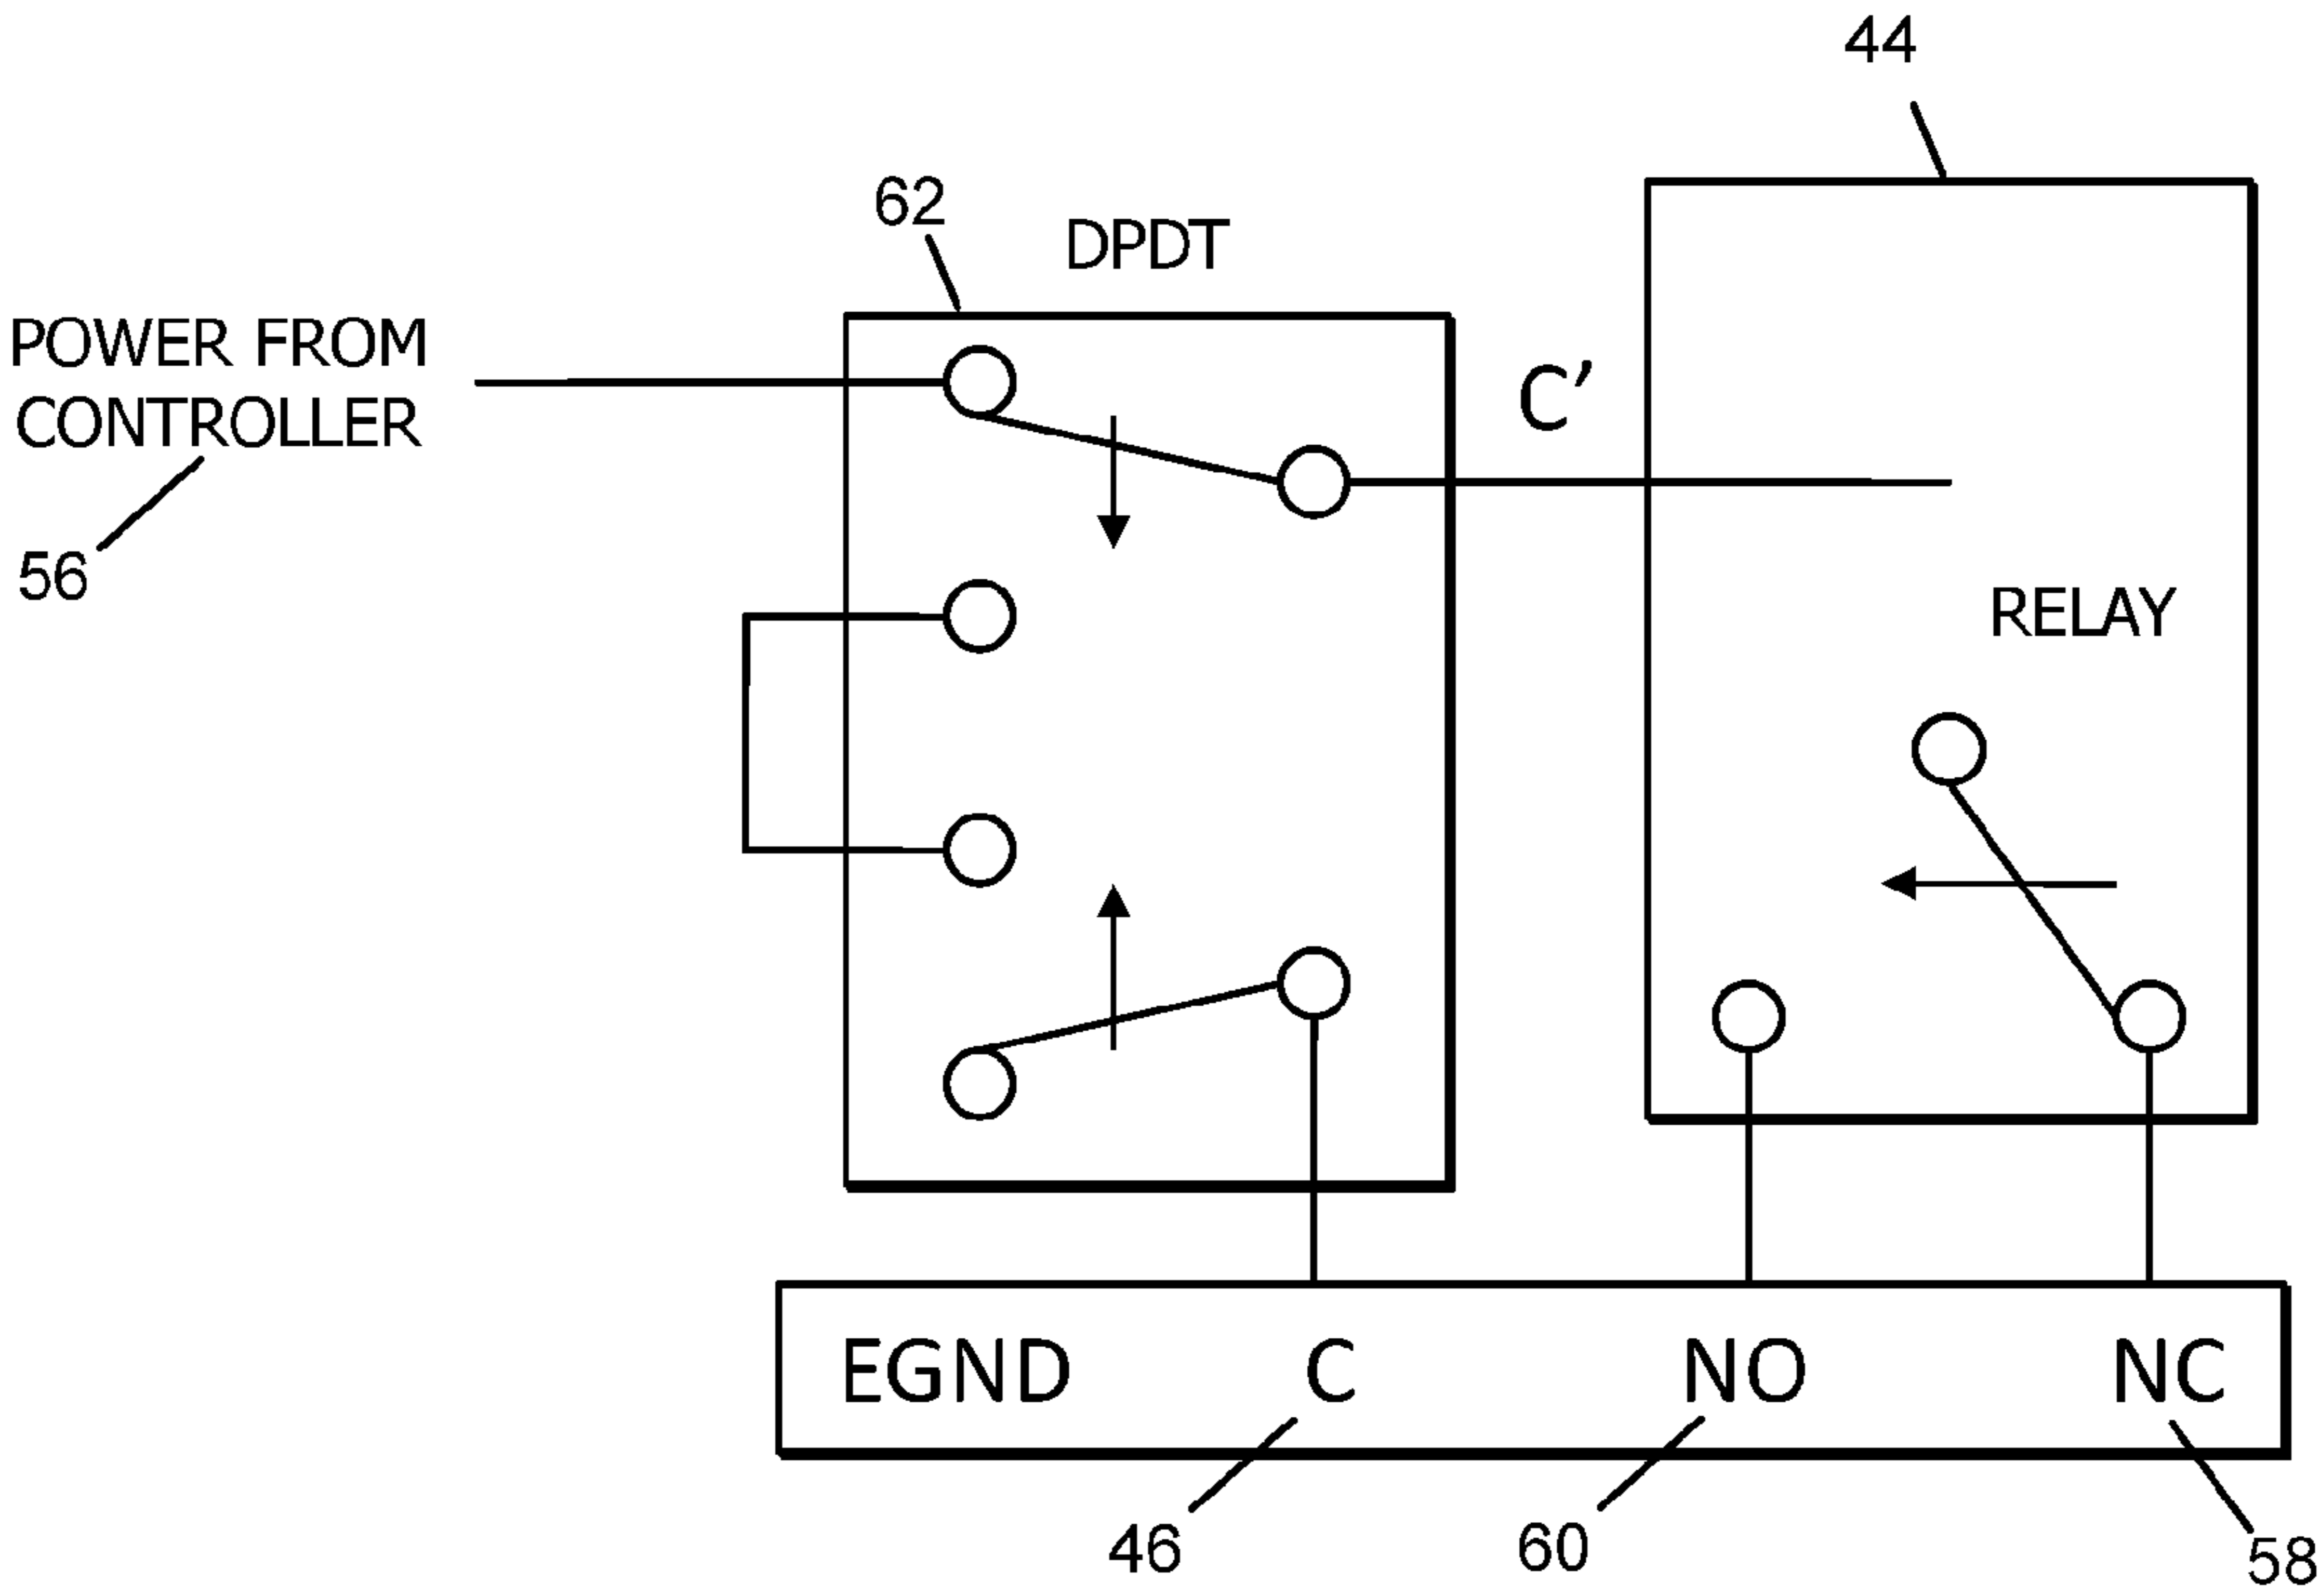 44
62
DPDT
POWER FROM
CONTROLLER
C'
56
RELAY
EGND C NO NC
46
60
58